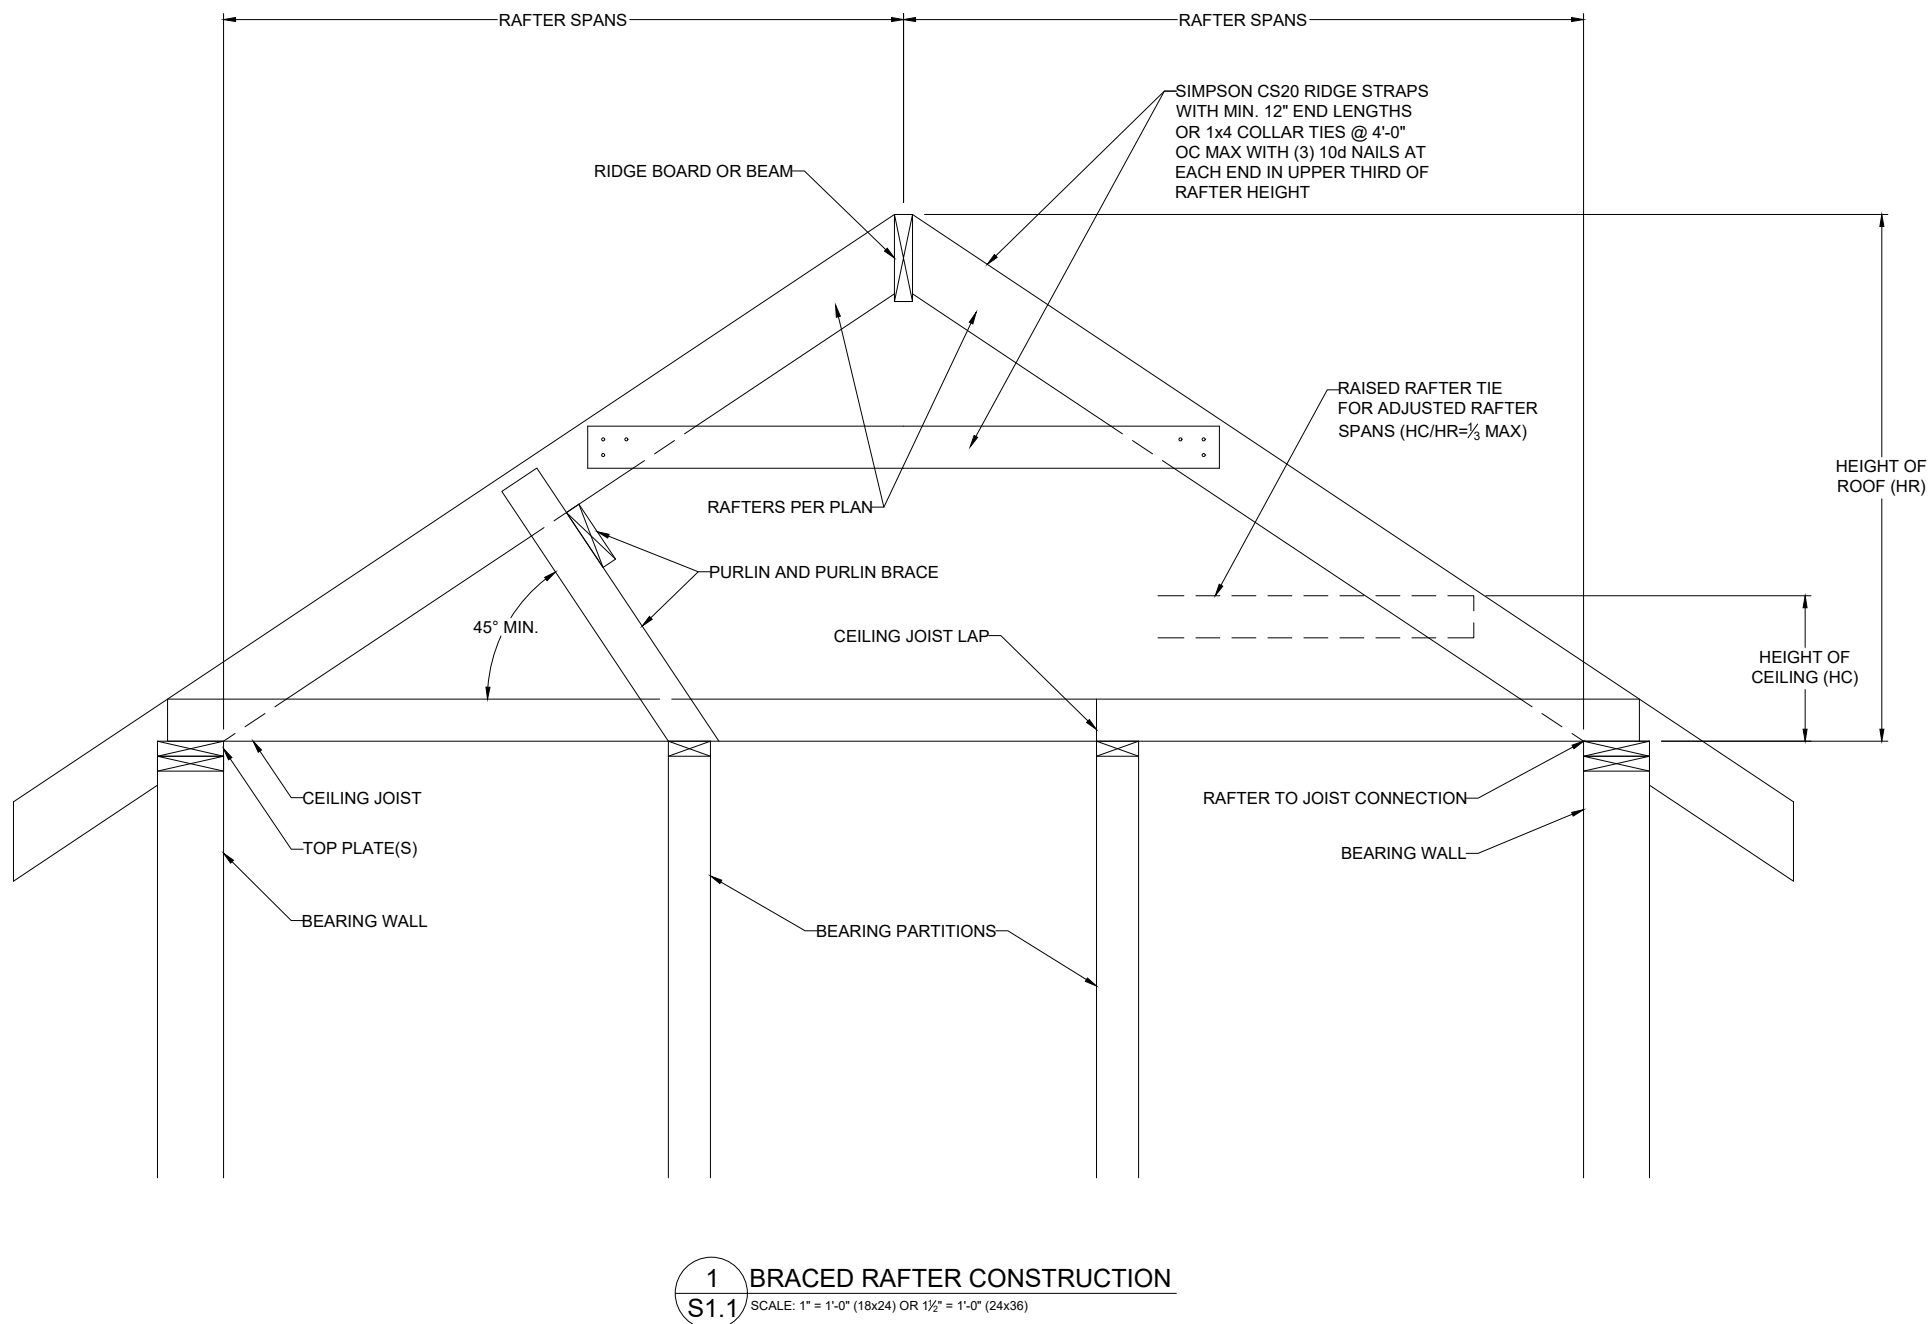 RAFTER SPANS
RAFTER SPANS
SIMPSON CS20 RIDGE STRAPS
WITH MIN. 12" END LENGTHS
OR 1x4 COLLAR TIES @ 4'-0"
OC MAX WITH (3) 10d NAILS AT
EACH END IN UPPER THIRD OF
RAFTER HEIGHT
RIDGE BOARD OR BEAM
RAISED RAFTER TIE
FOR ADJUSTED RAFTER
SPANS (HC/HR=⅓ MAX)
HEIGHT OF
ROOF (HR)
RAFTERS PER PLAN
PURLIN AND PURLIN BRACE
45° MIN.
CEILING JOIST LAP
HEIGHT OF
CEILING (HC)
CEILING JOIST
RAFTER TO JOIST CONNECTION
TOP PLATE(S)
BEARING WALL
BEARING WALL
BEARING PARTITIONS
1
S1.1
BRACED RAFTER CONSTRUCTION
SCALE: 1" = 1'-0" (18x24) OR 1½" = 1'-0" (24x36)